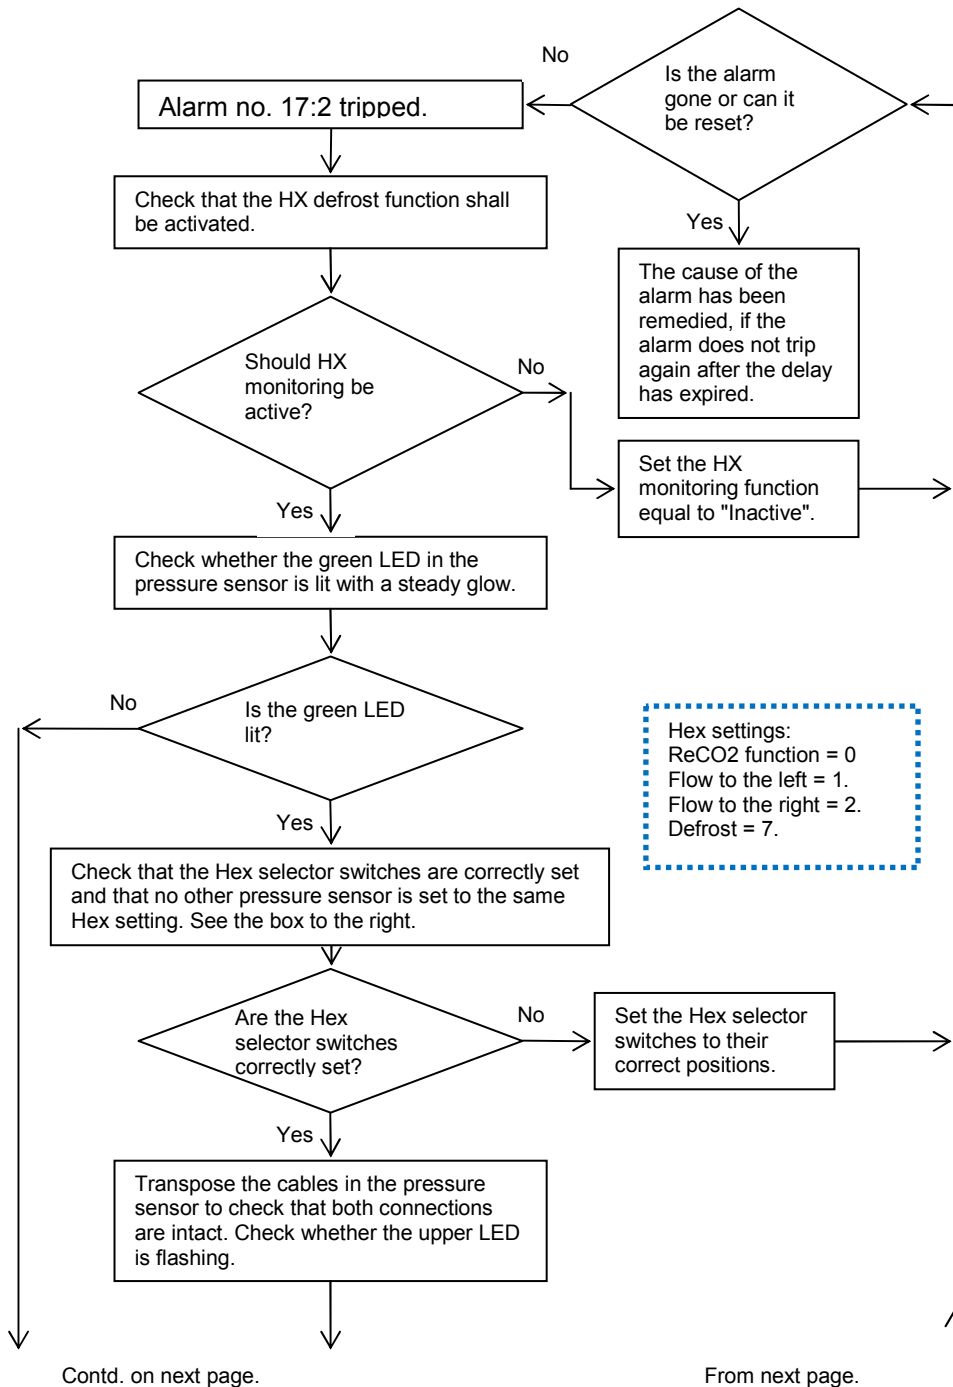 No
Is the alarm
gone or can it
be reset?
Alarm no. 17:2 tripped.
Check that the HX defrost function shall
be activated.
Yes
The cause of the
alarm has been
remedied, if the
alarm does not trip
again after the delay
has expired.
Should HX
monitoring be
active?
No
Set the HX
monitoring function
equal to "Inactive".
Yes
Check whether the green LED in the
pressure sensor is lit with a steady glow.
No
Is the green LED
lit?
Hex settings:
ReCO2 function = 0
Flow to the left = 1.
Flow to the right = 2.
Defrost = 7.
Yes
Check that the Hex selector switches are correctly set
and that no other pressure sensor is set to the same
Hex setting. See the box to the right.
Are the Hex
selector switches
correctly set?
No
Set the Hex selector
switches to their
correct positions.
Yes
Transpose the cables in the pressure
sensor to check that both connections
are intact. Check whether the upper LED
is flashing.
Contd. on next page.
From next page.